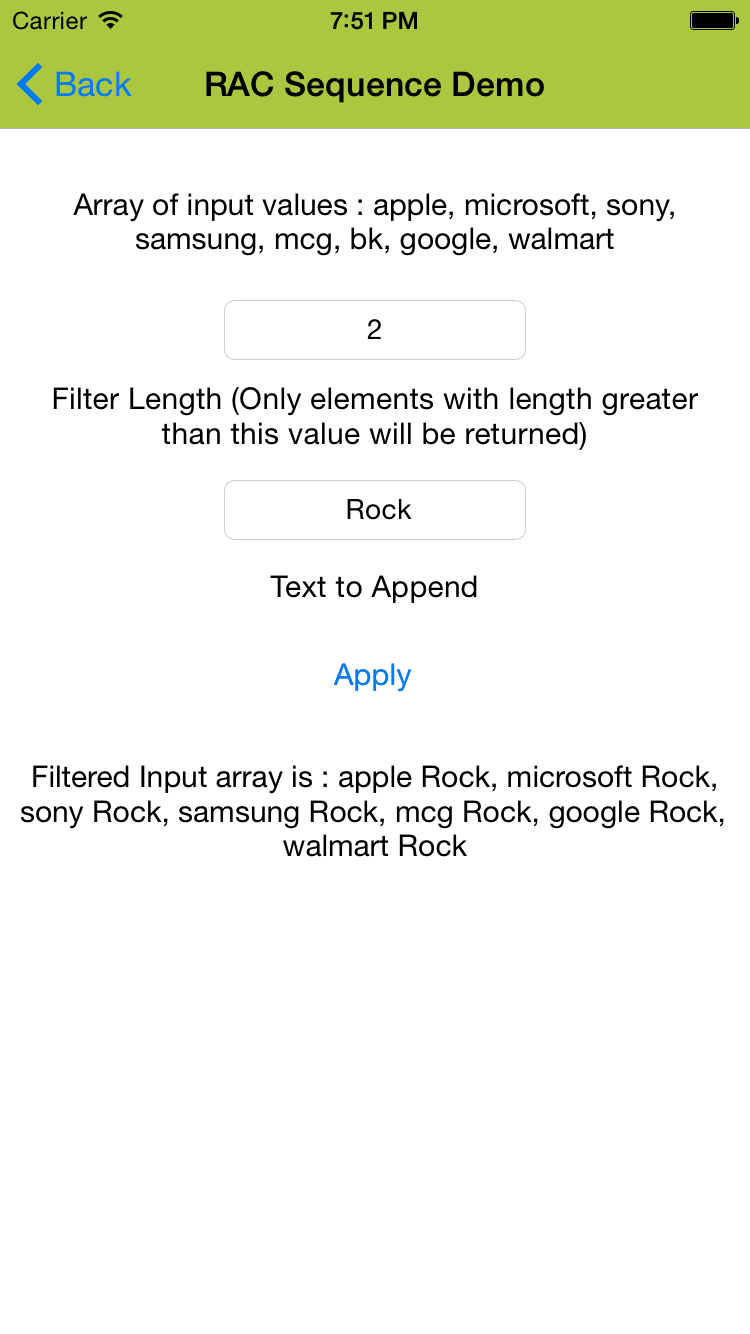 Carrier 7:51 PM
Back RAC Sequence Demo
Array of input values : apple, microsoft, sony,
samsung, mcg, bk, google, walmart
2
Filter Length (Only elements with length greater
than this value will be returned)
Rock
Text to Append
Apply
Filtered Input array is : apple Rock, microsoft Rock,
sony Rock, samsung Rock, mcg Rock, google Rock,
walmart Rock